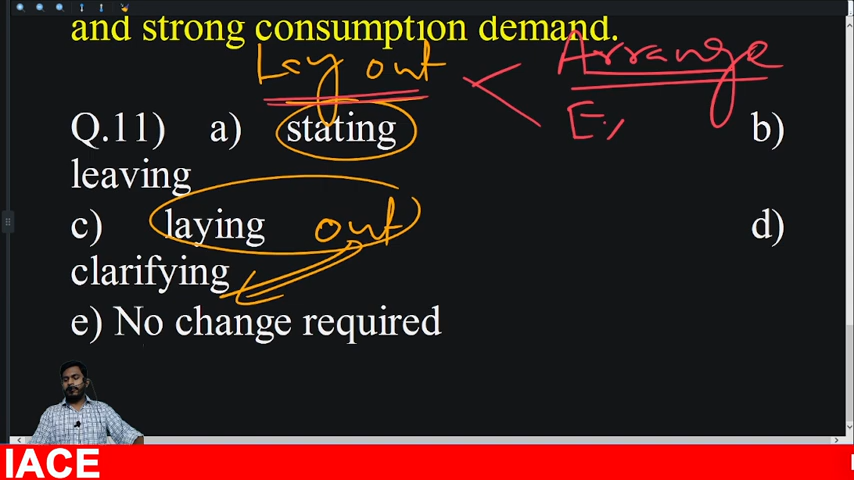 and strong consumption demand.
Lay out < Arrange
Q.11) a) stating b)
leaving
c) laying out d)
clarifying
e) No change required
IACE